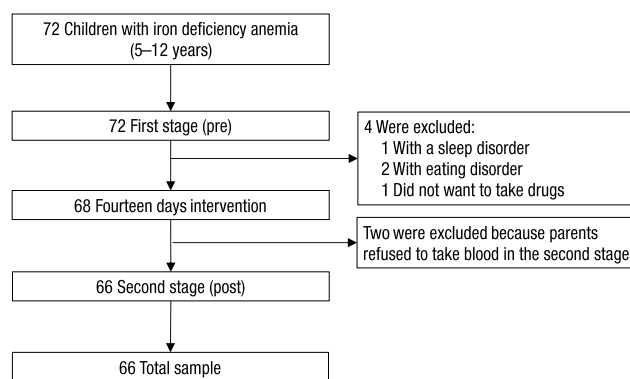 72 Children with iron deficiency anemia
(5–12 years)
72 First stage (pre)
4 Were excluded:
1 With a sleep disorder
2 With eating disorder
1 Did not want to take drugs
68 Fourteen days intervention
Two were excluded because parents
refused to take blood in the second stage
66 Second stage (post)
66 Total sample